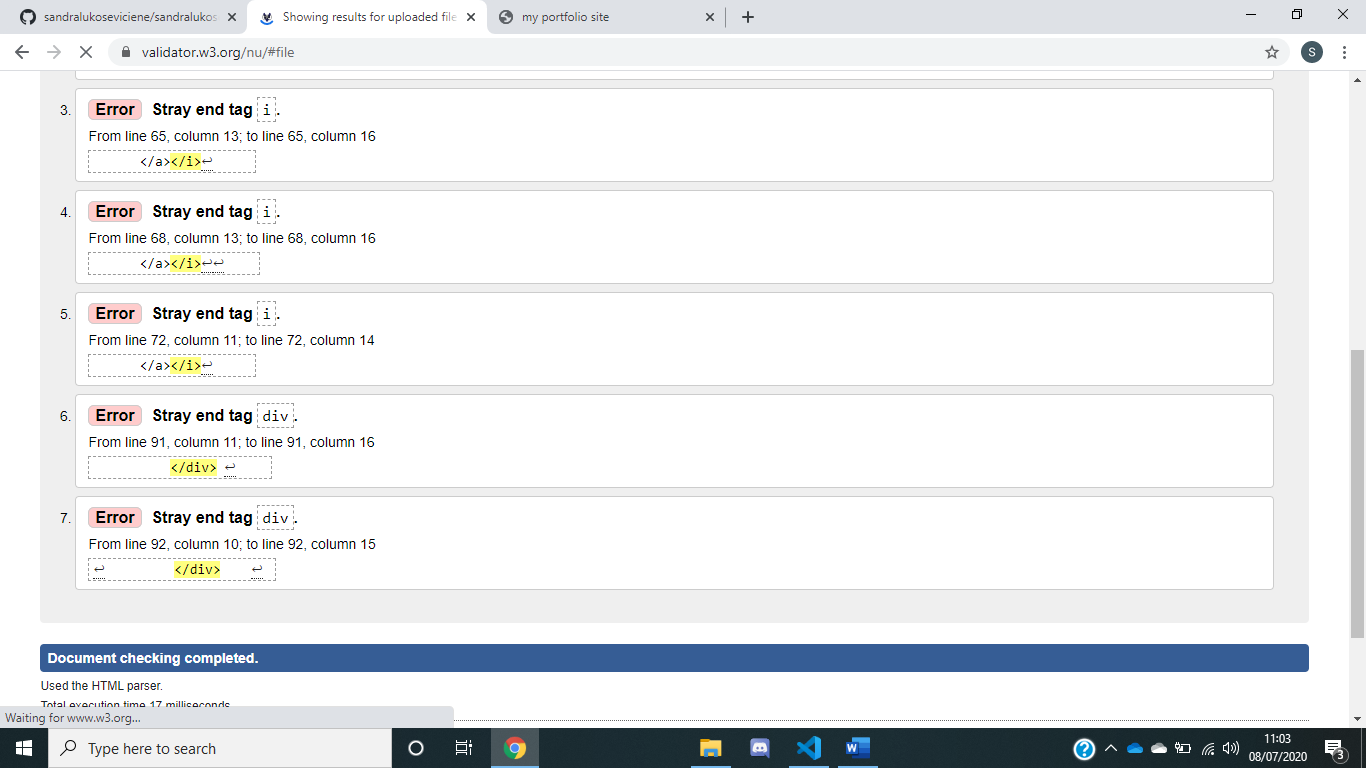 sandralukoseviciene/sandralukos
Showing results for uploaded file
my portfolio site
validator.w3.org/nu/#file
S
3. Error Stray end tag i.
From line 65, column 13; to line 65, column 16
</a></i>↩
4. Error Stray end tag i.
From line 68, column 13; to line 68, column 16
</a></i>↩↩
5. Error Stray end tag i.
From line 72, column 11; to line 72, column 14
</a></i>↩
6. Error Stray end tag div.
From line 91, column 11; to line 91, column 16
</div> ↩
7. Error Stray end tag div.
From line 92, column 10; to line 92, column 15
↩ </div> ↩
Document checking completed.
Used the HTML parser.
Total execution time 17 milliseconds.
Waiting for www.w3.org...
Type here to search
11:03
08/07/2020
3